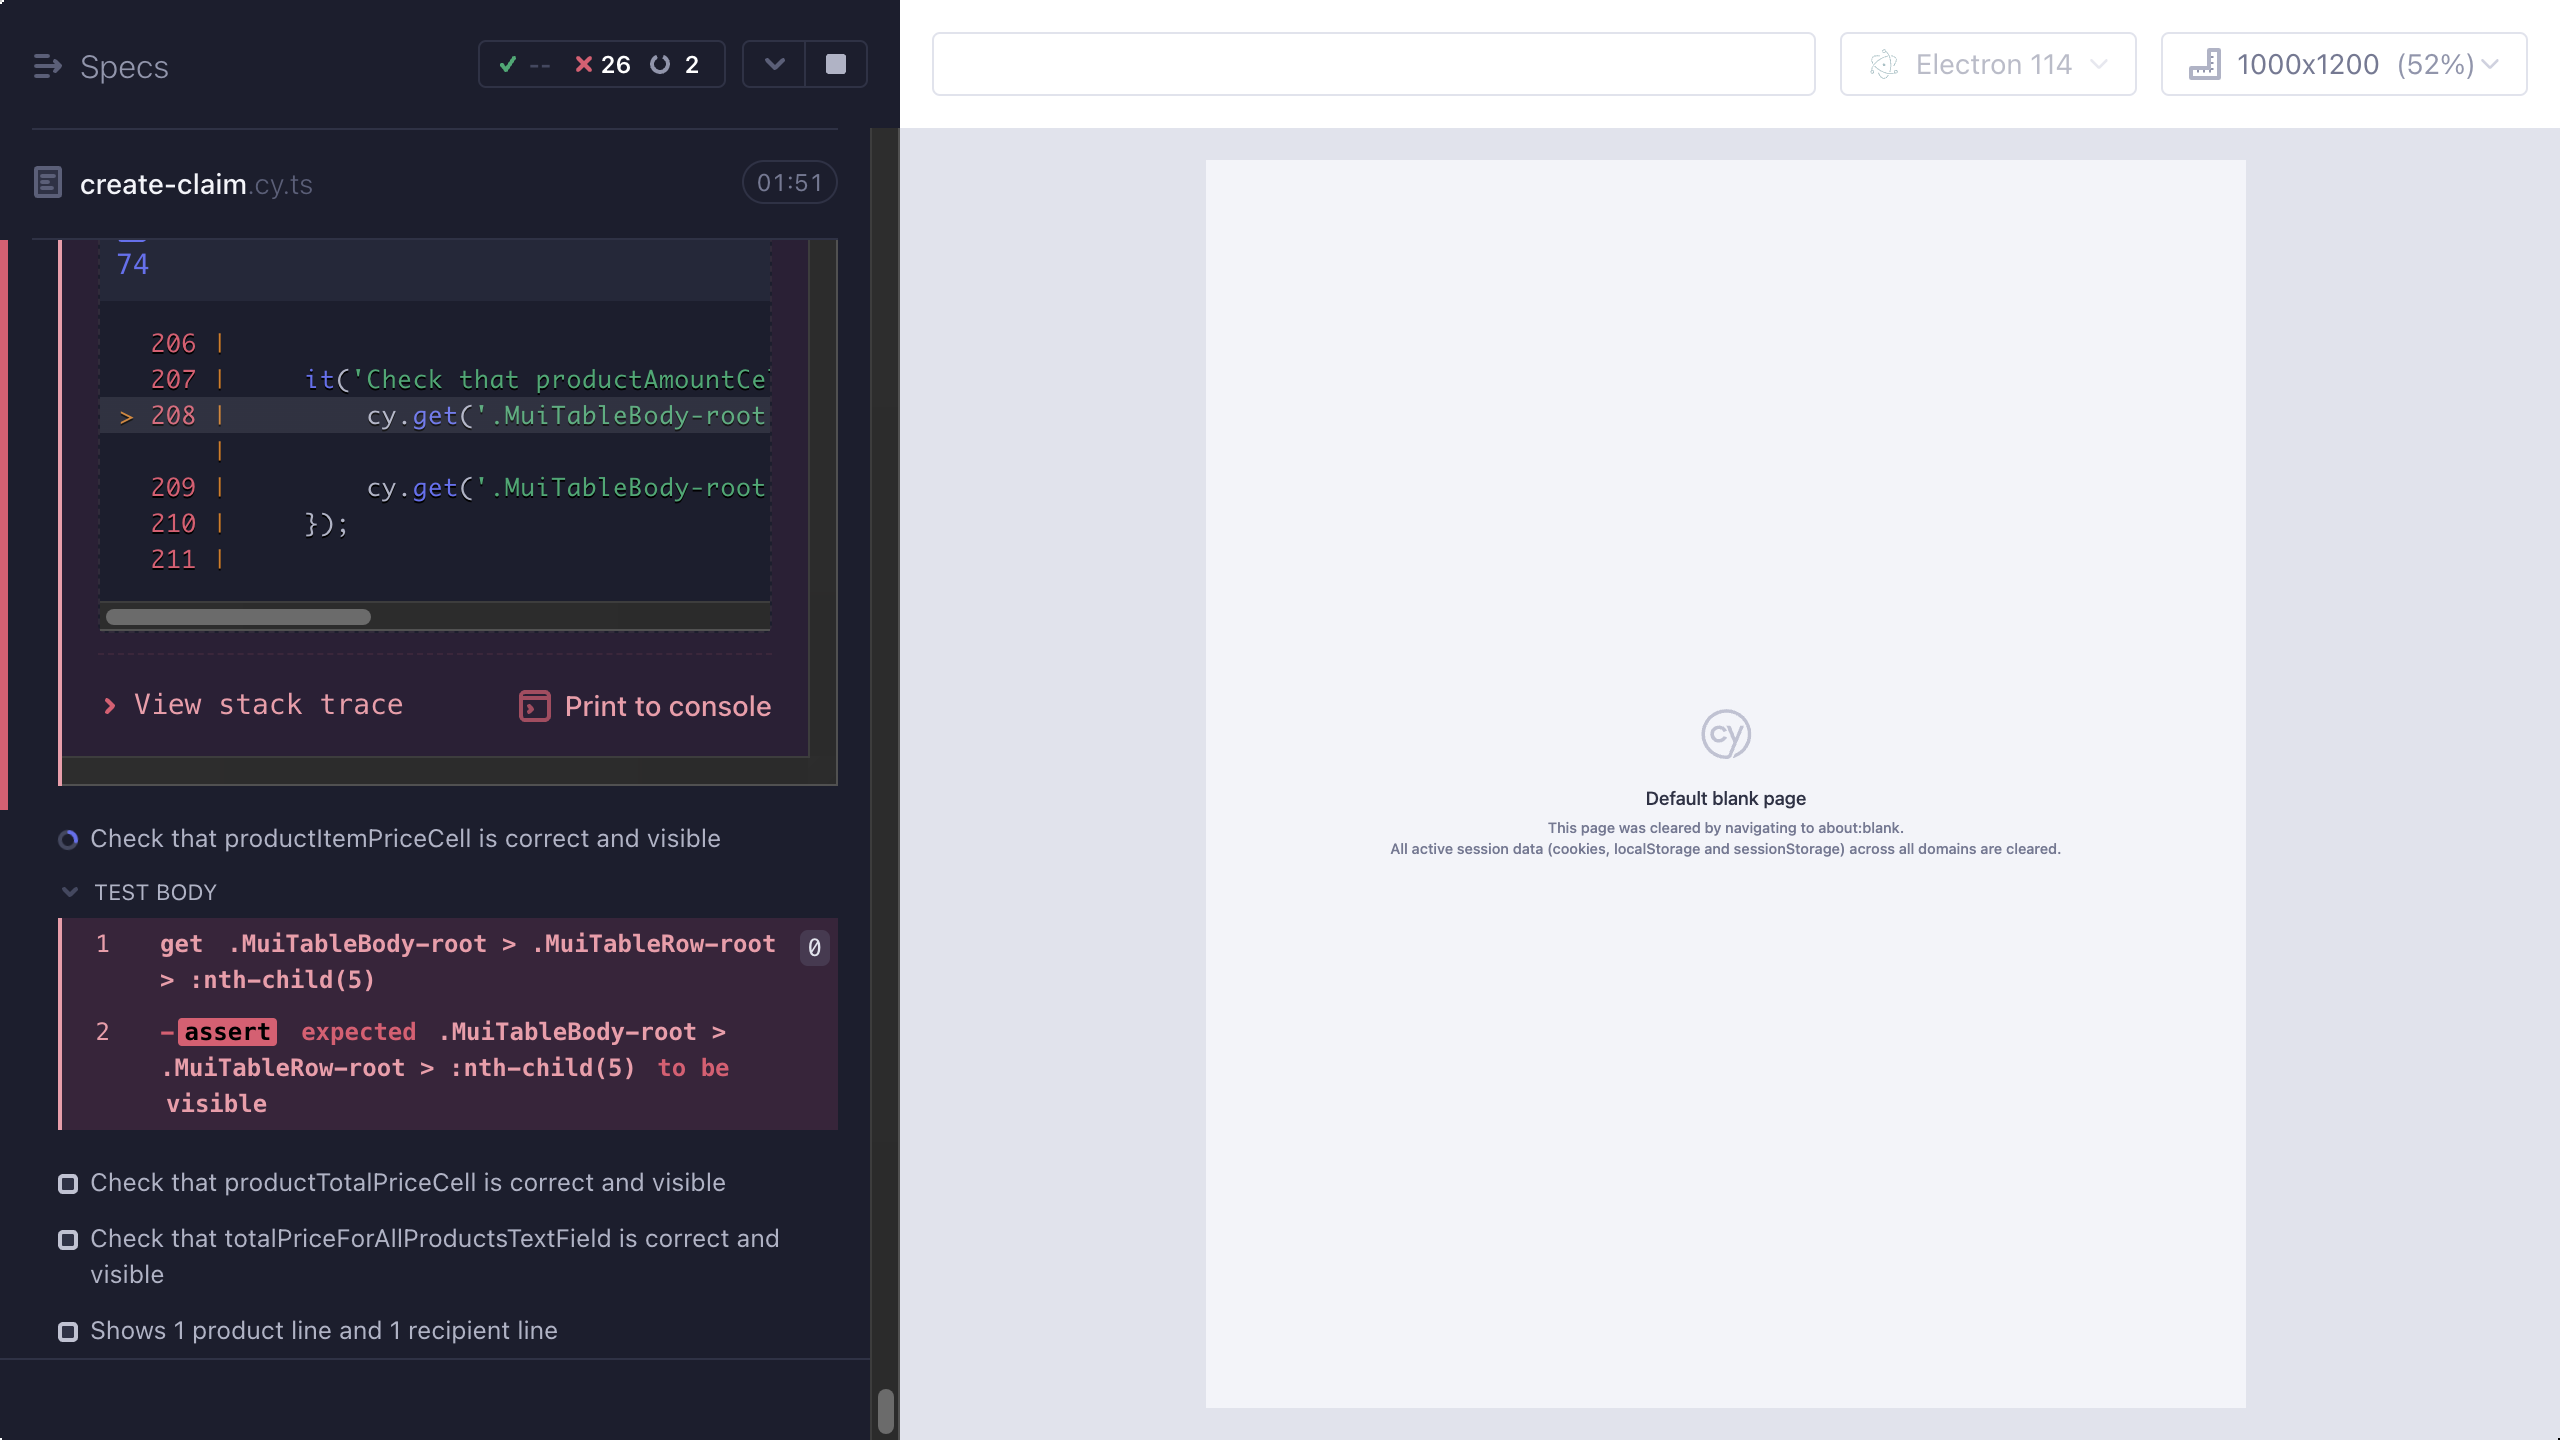 Specs
-- 26 2
create-claim.cy.ts
01:51
74
206 |
207 | it('Check that productAmountCel
> 208 | cy.get('.MuiTableBody-root
|
209 | cy.get('.MuiTableBody-root
210 | });
211 |
View stack trace
Print to console
Check that productItemPriceCell is correct and visible
TEST BODY
1 get .MuiTableBody-root > .MuiTableRow-root 0
> :nth-child(5)
2 -assert expected .MuiTableBody-root >
.MuiTableRow-root > :nth-child(5) to be
visible
Check that productTotalPriceCell is correct and visible
Check that totalPriceForAllProductsTextField is correct and
visible
Shows 1 product line and 1 recipient line
Electron 114
1000x1200 (52%)
cy
Default blank page
This page was cleared by navigating to about:blank.
All active session data (cookies, localStorage and sessionStorage) across all domains are cleared.